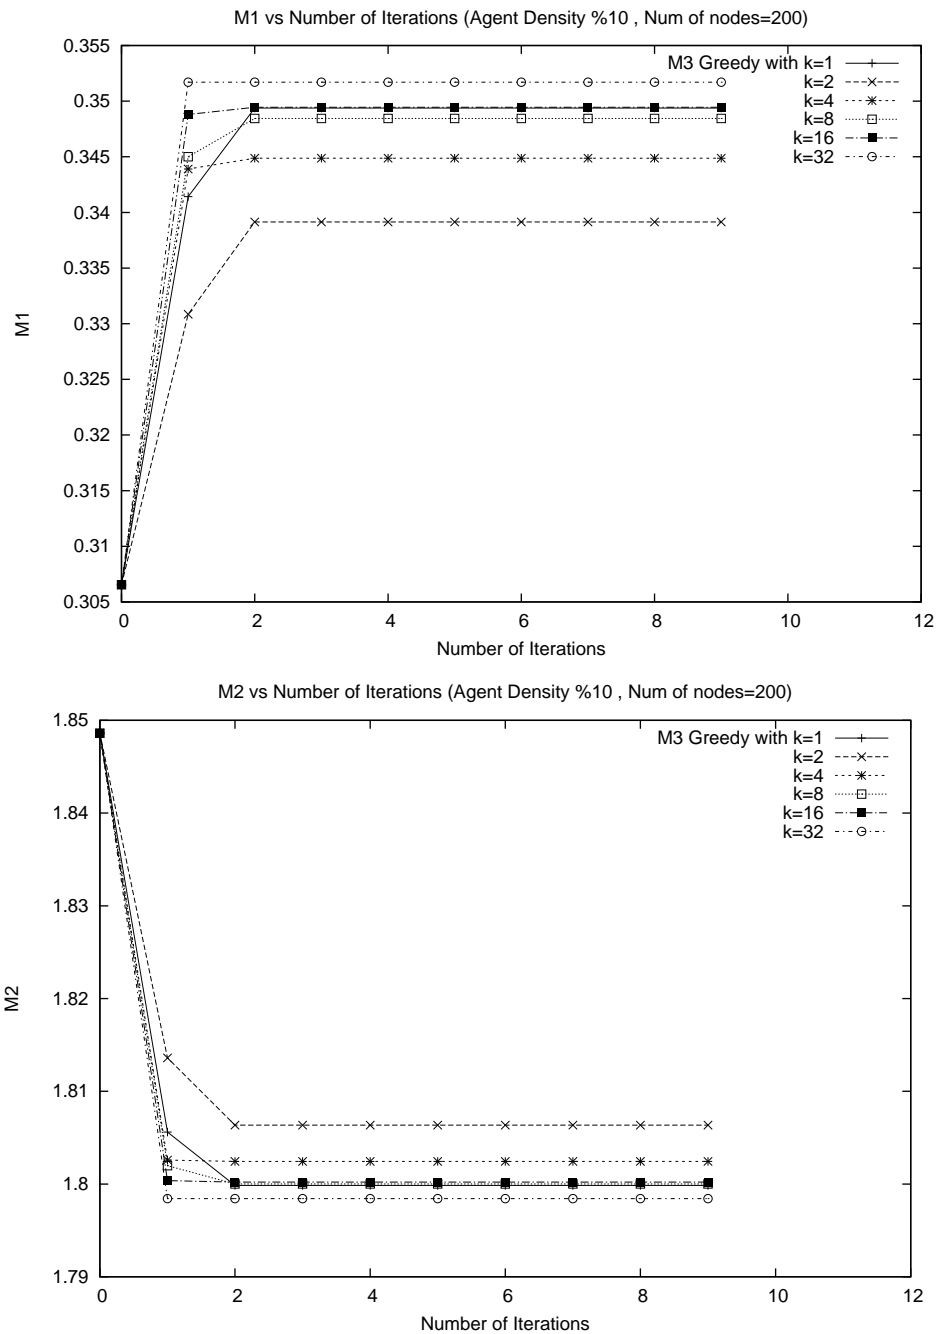 M1 vs Number of Iterations (Agent Density %10 , Num of nodes=200)
0.355
0.35
0.345
0.34
0.335
0.33
0.325
0.32
0.315
0.31
0.305
M1
M3 Greedy with k=1
k=2
k=4
k=8
k=16
k=32
0 2 4 6 8 10 12
Number of Iterations
M2 vs Number of Iterations (Agent Density %10 , Num of nodes=200)
1.85
1.84
1.83
1.82
1.81
1.8
1.79
M2
M3 Greedy with k=1
k=2
k=4
k=8
k=16
k=32
0 2 4 6 8 10 12
Number of Iterations